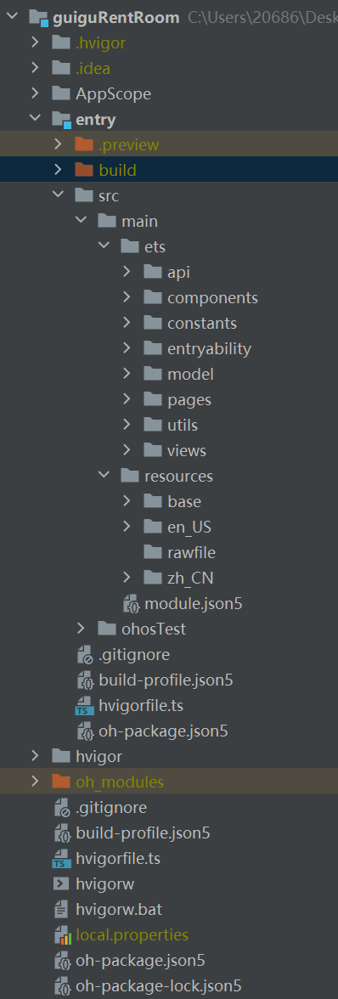 guiguRentRoom C:\Users\20686\Desk
.hvigor
.idea
AppScope
entry
.preview
build
src
main
ets
api
components
constants
entryability
model
pages
utils
views
resources
base
en_US
rawfile
zh_CN
module.json5
ohosTest
.gitignore
build-profile.json5
hvigorfile.ts
oh-package.json5
hvigor
oh_modules
.gitignore
build-profile.json5
hvigorfile.ts
hvigorw
hvigorw.bat
local.properties
oh-package.json5
oh-package-lock.json5